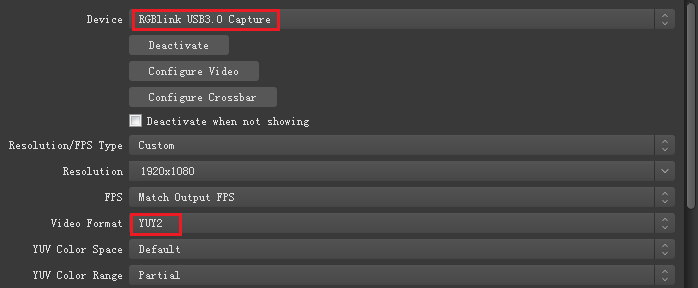 Device RGBlink USB3.0 Capture
Deactivate
Configure Video
Configure Crossbar
Deactivate when not showing
Resolution/FPS Type Custom
Resolution 1920x1080
FPS Match Output FPS
Video Format YUY2
YUV Color Space Default
YUV Color Range Partial